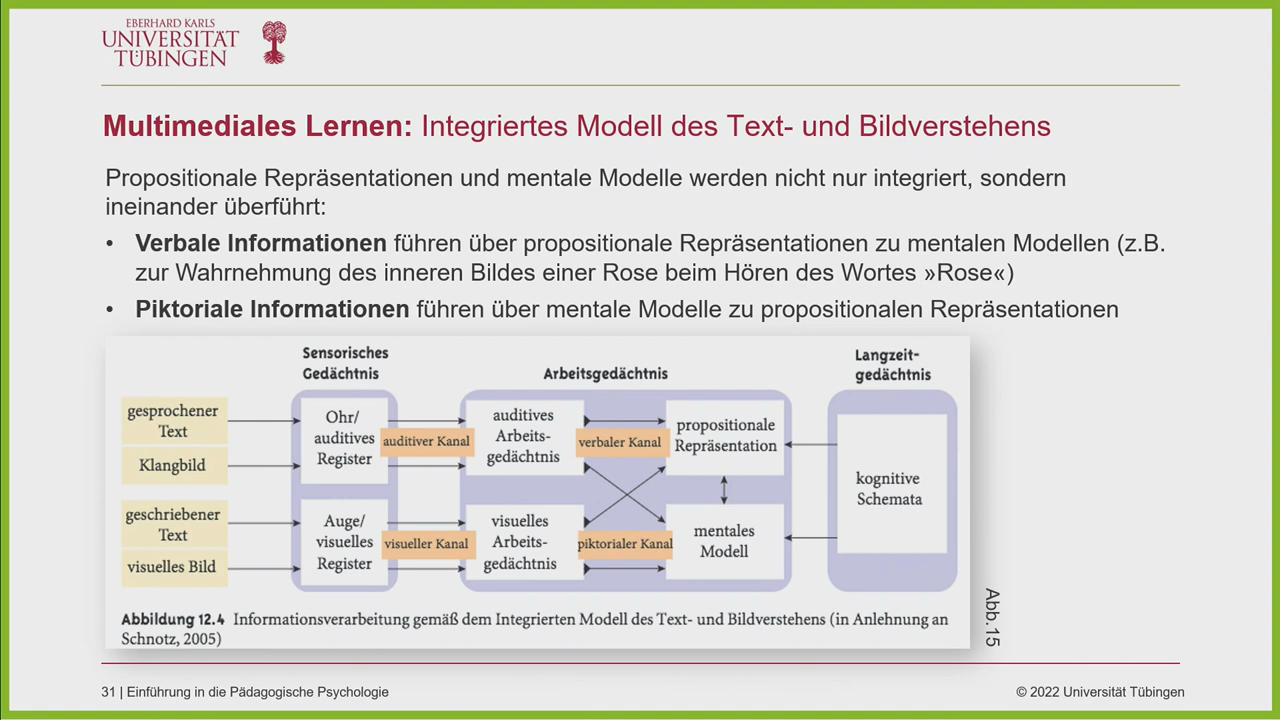 EBERHARD KARLS
UNIVERSITÄT
TÜBINGEN
Multimediales Lernen: Integriertes Modell des Text- und Bildverstehens
Propositionale Repräsentationen und mentale Modelle werden nicht nur integriert, sondern
ineinander überführt:
• Verbale Informationen führen über propositionale Repräsentationen zu mentalen Modellen (z.B.
zur Wahrnehmung des inneren Bildes einer Rose beim Hören des Wortes »Rose«)
• Piktoriale Informationen führen über mentale Modelle zu propositionalen Repräsentationen
Sensorisches
Gedächtnis
Arbeitsgedächtnis
Langzeit-
gedächtnis
gesprochener
Text
Klangbild
geschriebener
Text
visuelles Bild
Ohr/
auditives
Register
Auge/
visuelles
Register
auditiver Kanal
visueller Kanal
auditives
Arbeits-
gedächtnis
visuelles
Arbeits-
gedächtnis
verbaler Kanal
piktorialer Kanal
propositionale
Repräsentation
mentales
Modell
kognitive
Schemata
Abbildung 12.4 Informationsverarbeitung gemäß dem Integrierten Modell des Text- und Bildverstehens (in Anlehnung an
Schnotz, 2005)
Abb.15
31 | Einführung in die Pädagogische Psychologie
© 2022 Universität Tübingen